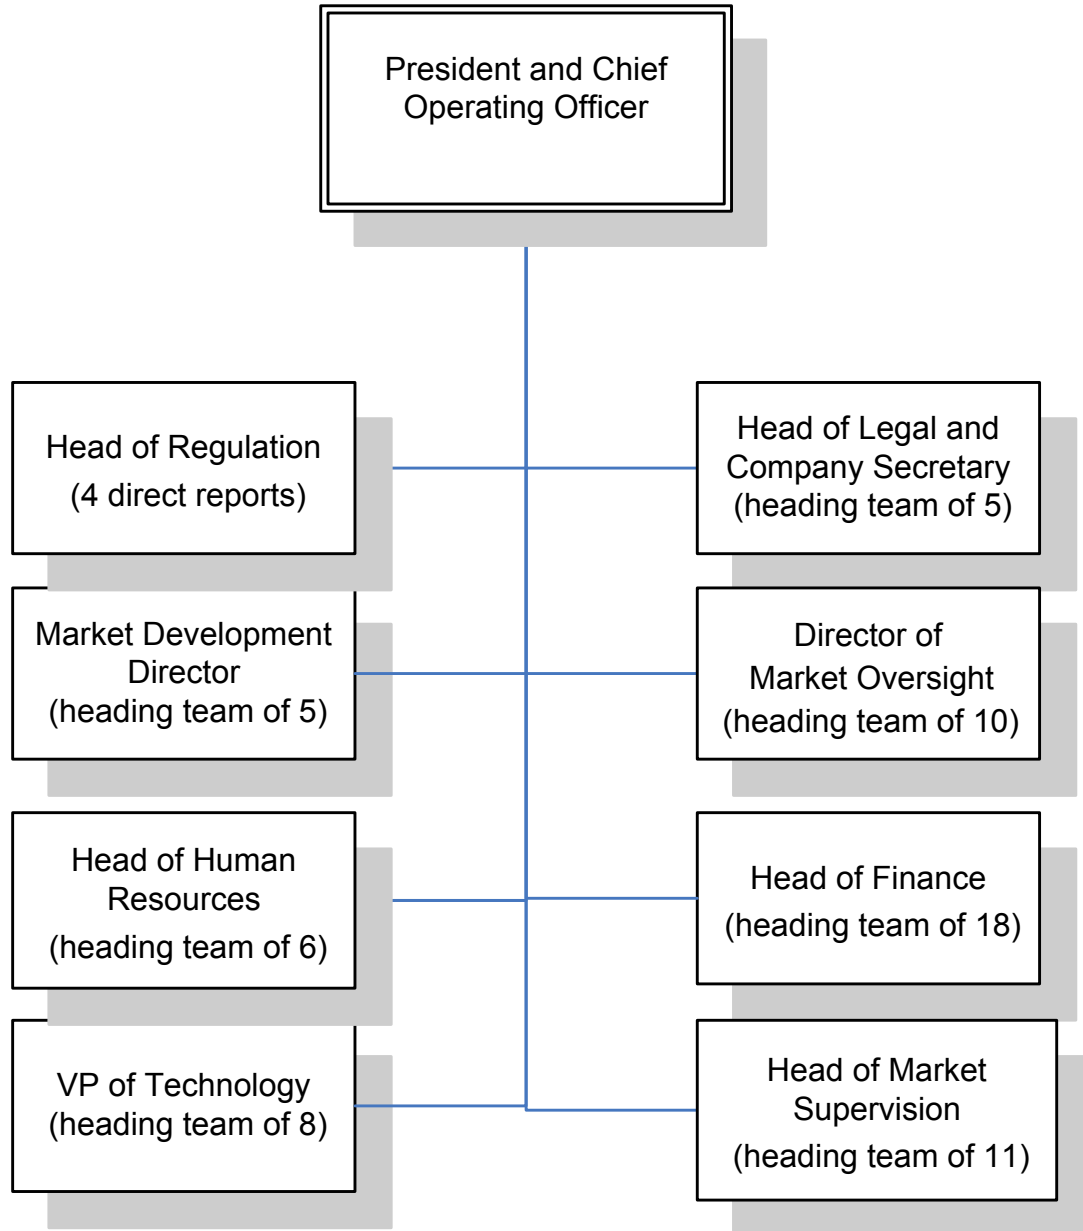 President and Chief
Operating Officer
Head of Regulation
(4 direct reports)
Head of Legal and
Company Secretary
(heading team of 5)
Market Development
Director
(heading team of 5)
Director of
Market Oversight
(heading team of 10)
Head of Human
Resources
(heading team of 6)
Head of Finance
(heading team of 18)
VP of Technology
(heading team of 8)
Head of Market
Supervision
(heading team of 11)